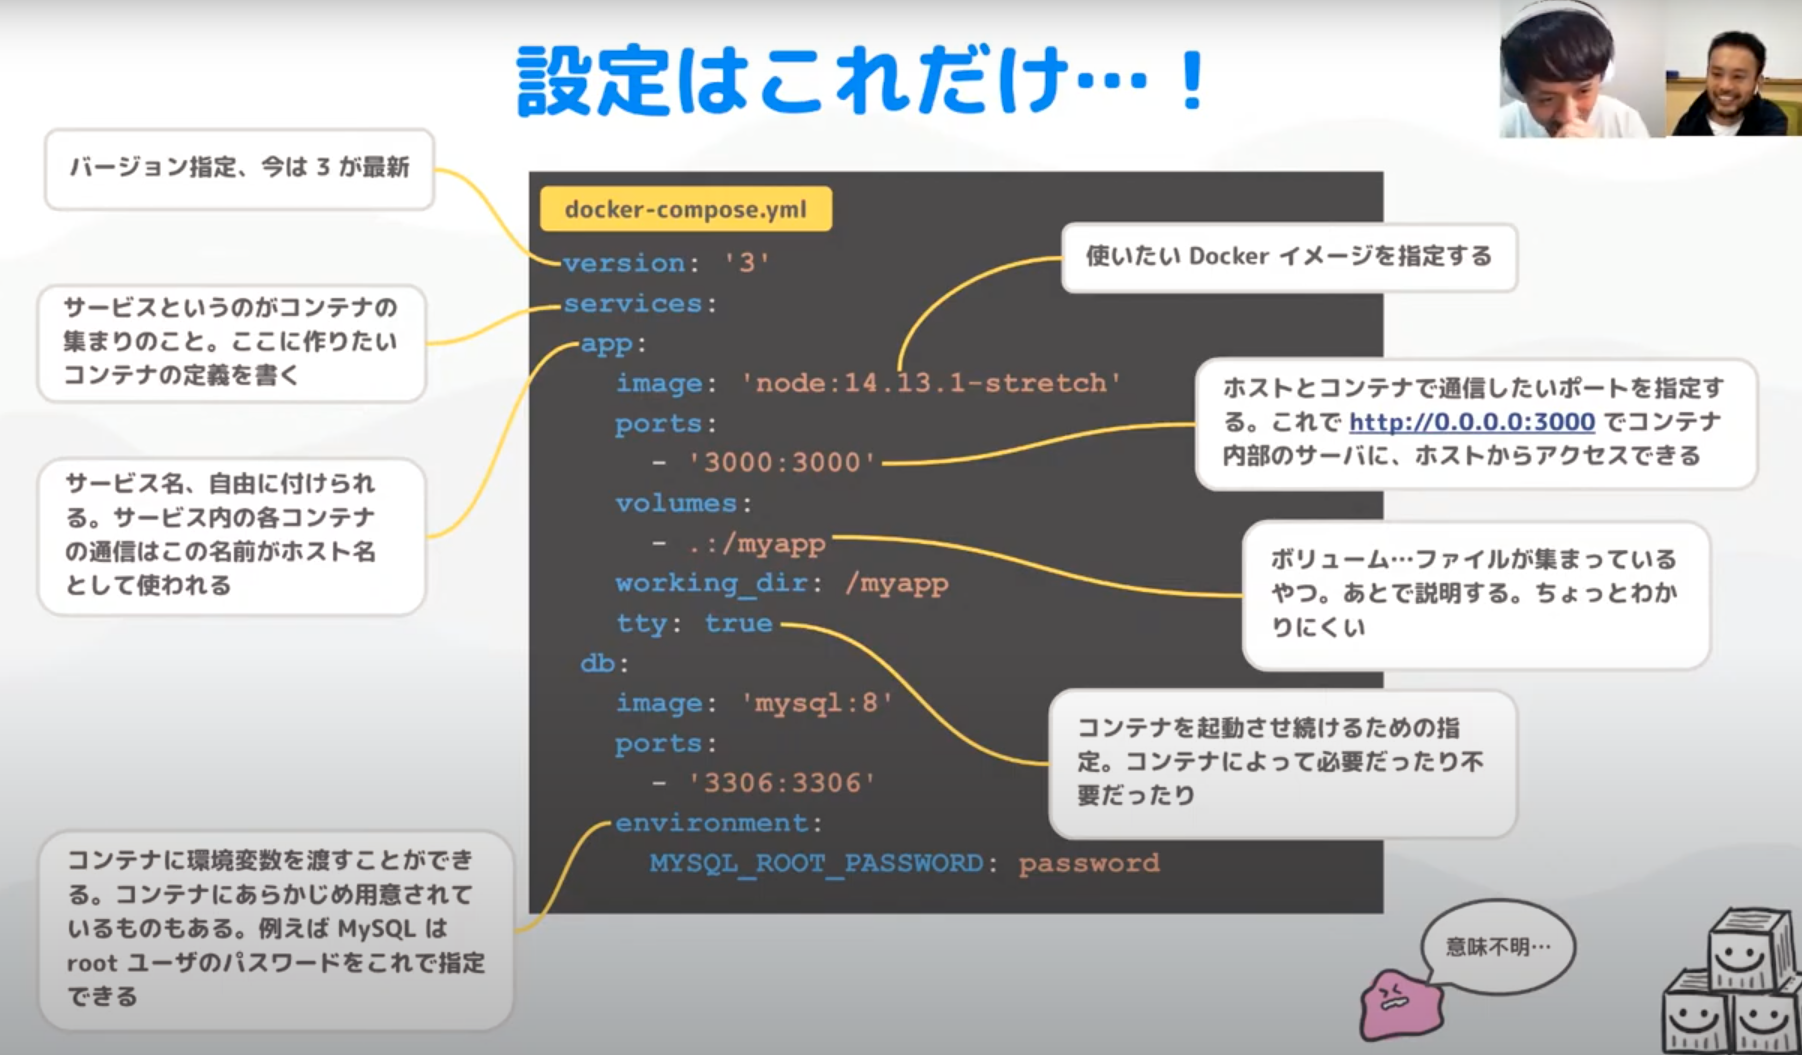 設定はこれだけ…！
バージョン指定、今は 3 が最新
サービスというのがコンテナの
集まりのこと。ここに作りたい
コンテナの定義を書く
サービス名、自由に付けられ
る。サービス内の各コンテナ
の通信はこの名前がホスト名
として使われる
コンテナに環境変数を渡すことができ
る。コンテナにあらかじめ用意されて
いるものもある。例えば MySQL は
root ユーザのパスワードをこれで指定
できる
docker-compose.yml
version: '3'
services:
app:
image: 'node:14.13.1-stretch'
ports:
- '3000:3000'
volumes:
- .:/myapp
working_dir: /myapp
tty: true
db:
image: 'mysql:8'
ports:
- '3306:3306'
environment:
MYSQL_ROOT_PASSWORD: password
使いたい Docker イメージを指定する
ホストとコンテナで通信したいポートを指定す
る。これで http://0.0.0.0:3000 でコンテナ
内部のサーバに、ホストからアクセスできる
ボリューム…ファイルが集まっている
やつ。あとで説明する。ちょっとわか
りにくい
コンテナを起動させ続けるための指
定。コンテナによって必要だったり不
要だったり
意味不明…